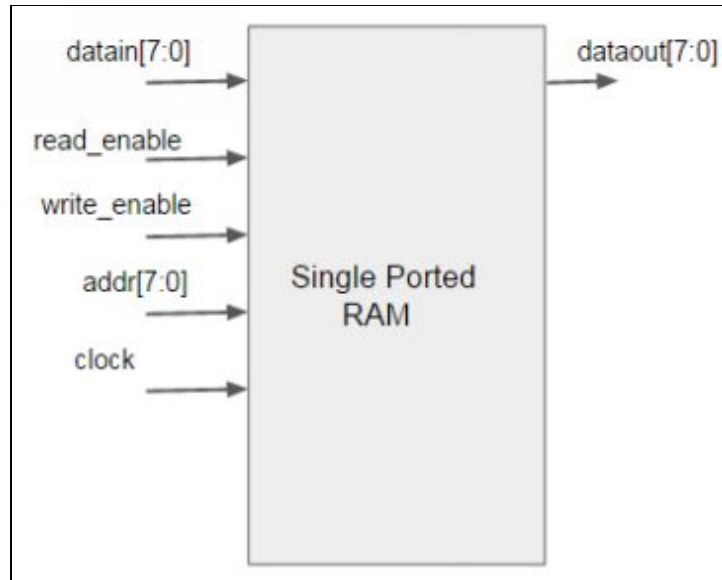 datain[7:0]
dataout[7:0]
read_enable
write_enable
addr[7:0]
clock
Single Ported
RAM